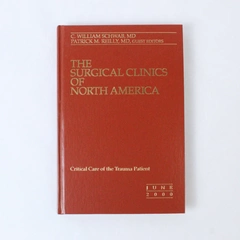 C. WILLIAM SCHWAB, MD
PATRICK M. REILLY, MD, GUEST EDITORS
THE
SURGICAL CLINICS
OF
NORTH AMERICA
Critical Care of the Trauma Patient
JUNE
2000